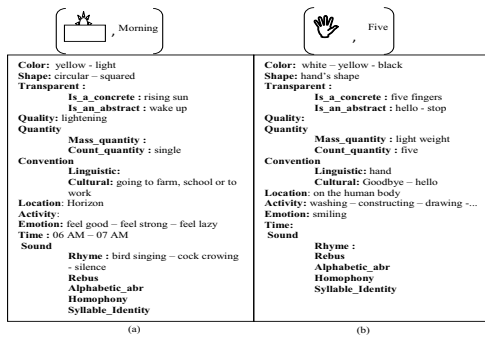 , Morning
Color: yellow - light
Shape: circular – squared
Transparent :
Is_a_concrete : rising sun
Is_an_abstract : wake up
Quality: lightening
Quantity
Mass_quantity :
Count_quantity : single
Convention
Linguistic:
Cultural: going to farm, school or to
work
Location: Horizon
Activity:
Emotion: feel good – feel strong – feel lazy
Time : 06 AM – 07 AM
Sound
Rhyme : bird singing – cock crowing
- silence
Rebus
Alphabetic_abr
Homophony
Syllable_Identity
(a)
, Five
Color: white – yellow - black
Shape: hand's shape
Transparent :
Is_a_concrete : five fingers
Is_an_abstract : hello - stop
Quality:
Quantity
Mass_quantity : light weight
Count_quantity : five
Convention
Linguistic: hand
Cultural: Goodbye – hello
Location: on the human body
Activity: washing – constructing – drawing -...
Emotion: smiling
Time:
Sound
Rhyme :
Rebus
Alphabetic_abr
Homophony
Syllable_Identity
(b)